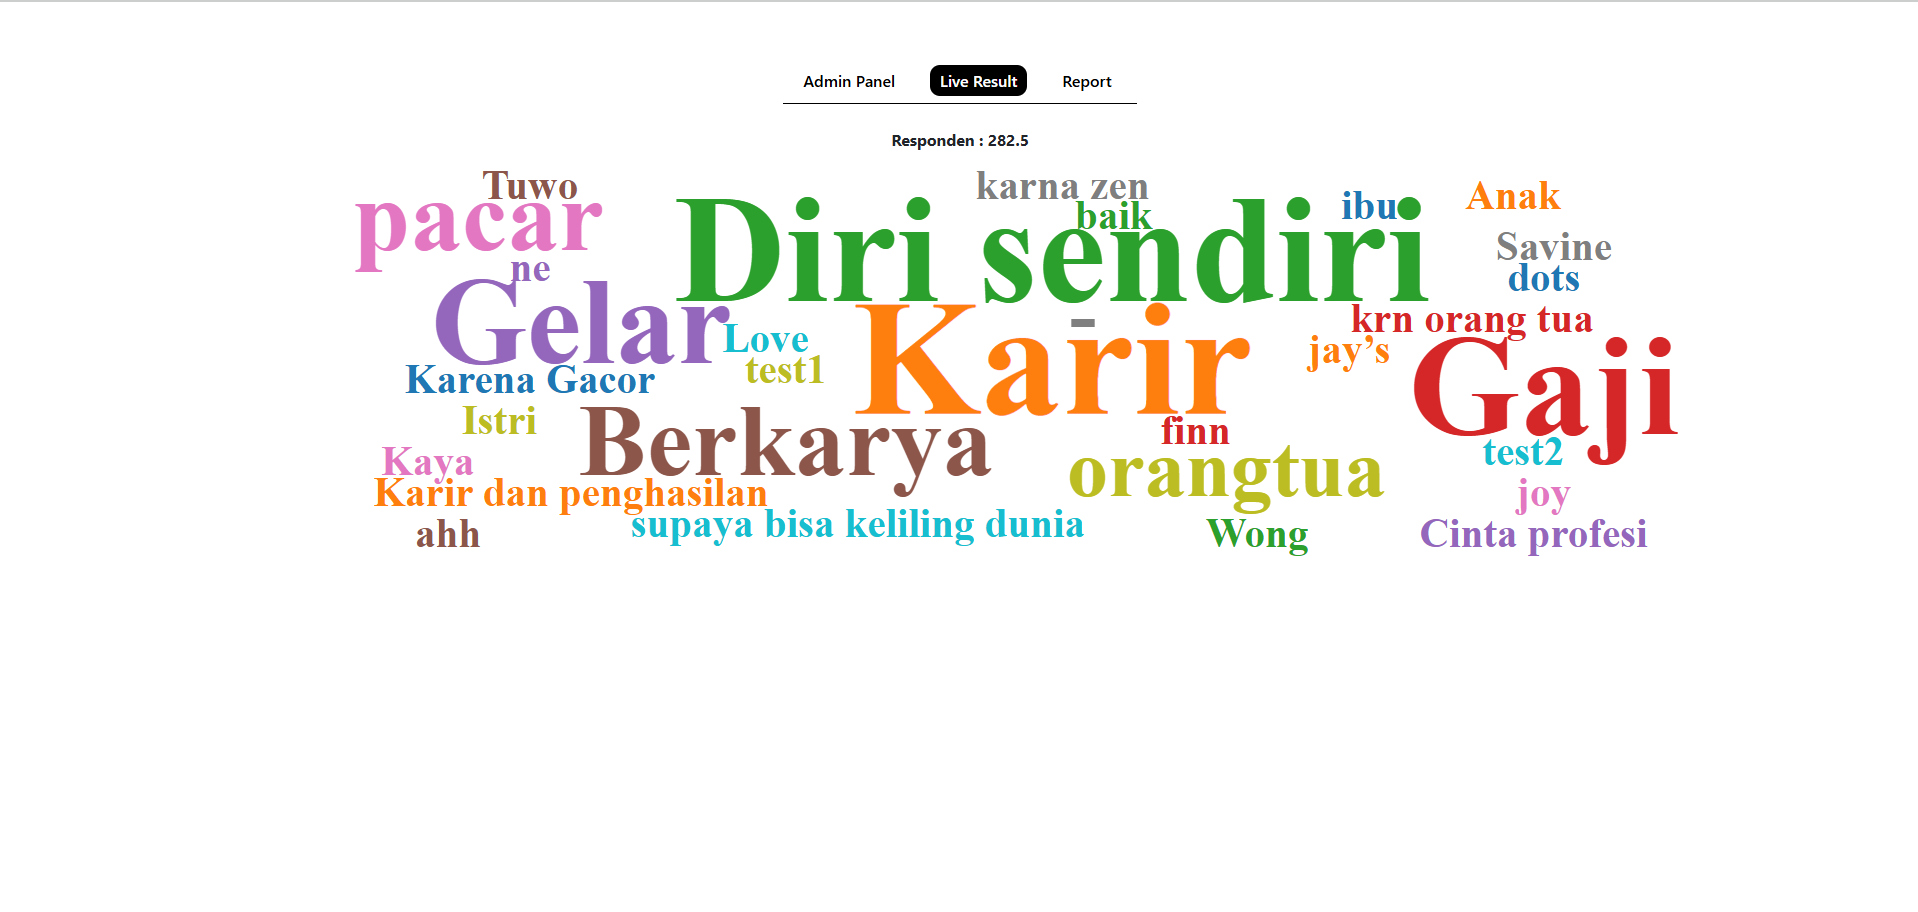 Admin Panel Live Result Report
Responden : 282.5
Tuwo
karna zen
Anak
ibu
baik
pacar
Diri sendiri
Savine
ne
dots
Gelar
krn orang tua
Love
-
Karir
jay’s
test1
Karena Gacor
Gaji
Istri
finn
Berkarya
test2
Kaya
orangtua
Karir dan penghasilan
joy
supaya bisa keliling dunia
ahh
Wong
Cinta profesi